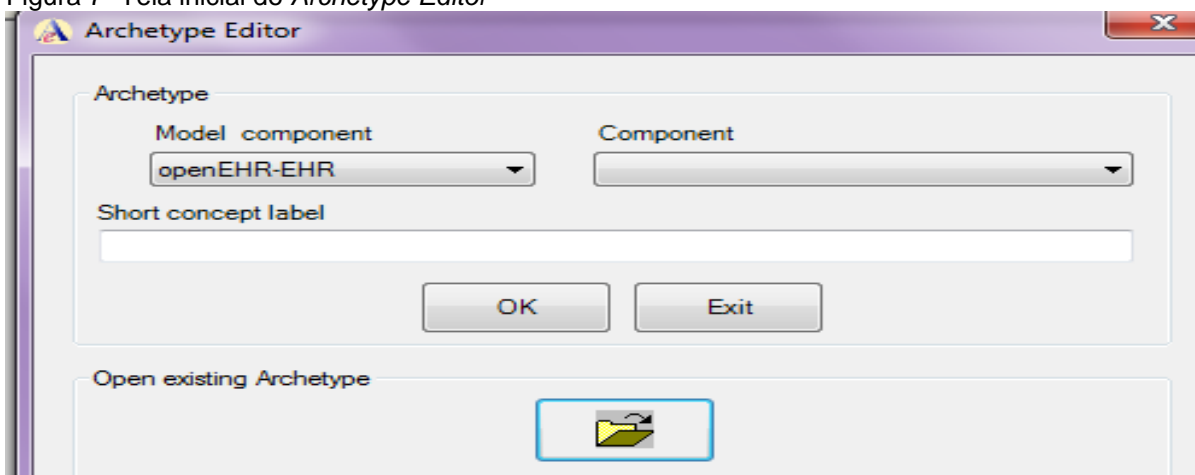 Figura 7- Tela inicial do Archetype Editor
Archetype Editor
Archetype
Model component
Component
openEHR-EHR
Short concept label
OK
Exit
Open existing Archetype